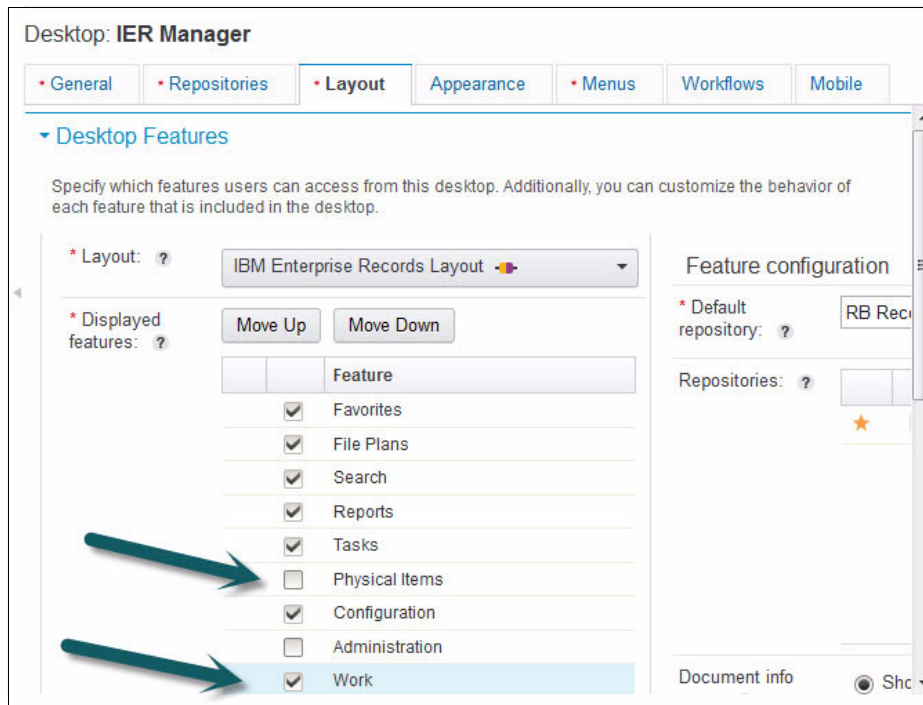 Desktop: IER Manager
* General
* Repositories
* Layout
Appearance
* Menus
Workflows
Mobile
Desktop Features
Specify which features users can access from this desktop. Additionally, you can customize the behavior of
each feature that is included in the desktop.
* Layout: ?
IBM Enterprise Records Layout
* Displayed
features: ?
Move Up
Move Down
Feature
Favorites
File Plans
Search
Reports
Tasks
Physical Items
Configuration
Administration
Work
Feature configuration
* Default
repository: ?
RB
Repositories: ?
Document info